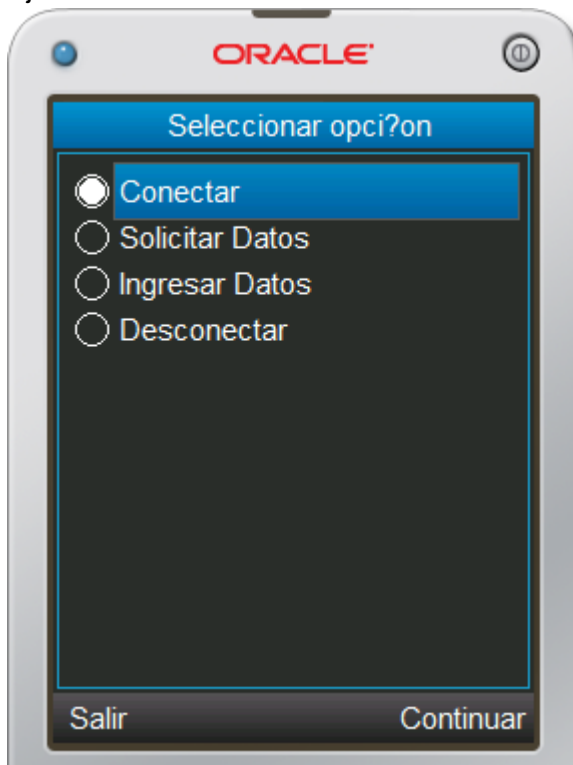 ORACLE
Seleccionar opci?on
Conectar
Solicitar Datos
Ingresar Datos
Desconectar
Salir Continuar